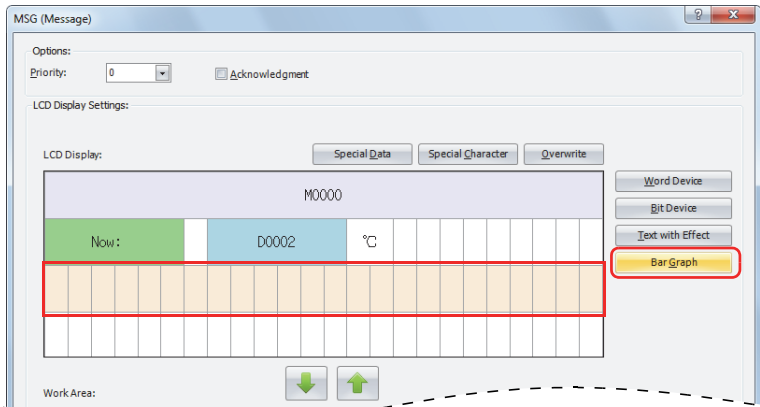 MSG (Message)
Options:
Priority: 0 Acknowledgment
LCD Display Settings:
LCD Display: Special Data Special Character Overwrite
M0000
Now: D0002 ℃
Word Device
Bit Device
Text with Effect
Bar Graph
Work Area: